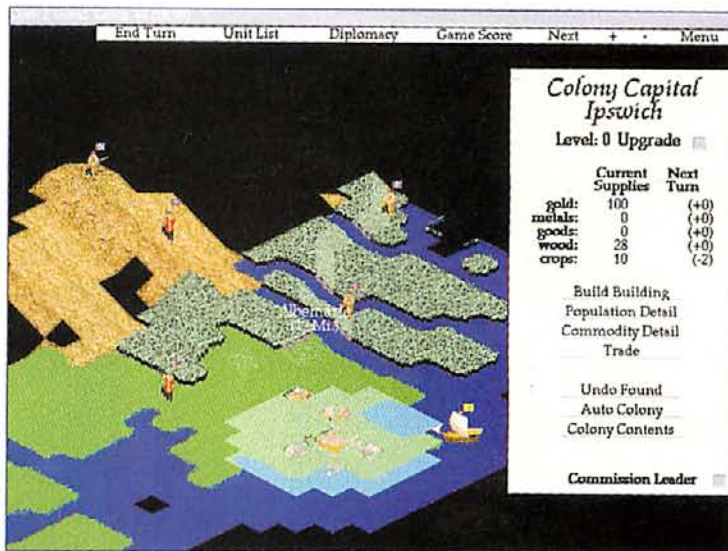 End Turn Unit List Diplomacy Game Score Next + - Menu
Colony Capital
Ipswich
Level: 0 Upgrade
Current Next
Supplies Turn
gold: 100 (+0)
metals: 0 (+0)
goods: 0 (+0)
wood: 28 (+0)
crops: 10 (-2)
Build Building
Population Detail
Commodity Detail
Trade
Undo Found
Auto Colony
Colony Contents
Commission Leader